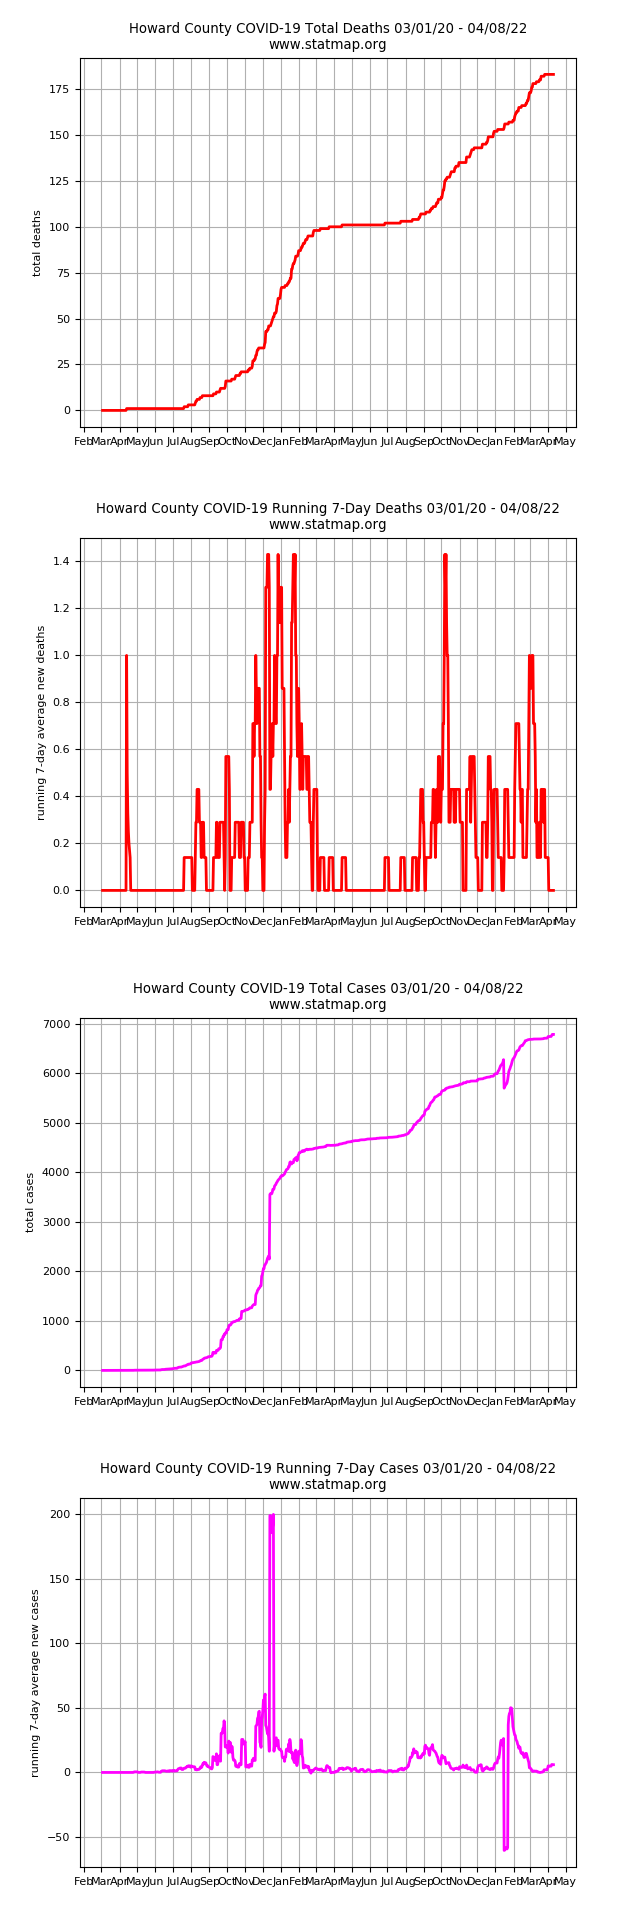 Howard County COVID-19 Total Deaths 03/01/20 - 04/08/22
www.statmap.org
175
150
125
100
75
50
25
0
total deaths
Feb Mar Apr May Jun Jul Aug Sep Oct Nov Dec Jan Feb Mar Apr May Jun Jul Aug Sep Oct Nov Dec Jan Feb Mar Apr May
Howard County COVID-19 Running 7-Day Deaths 03/01/20 - 04/08/22
www.statmap.org
1.4
1.2
1.0
0.8
0.6
0.4
0.2
0.0
running 7-day average new deaths
Feb Mar Apr May Jun Jul Aug Sep Oct Nov Dec Jan Feb Mar Apr May Jun Jul Aug Sep Oct Nov Dec Jan Feb Mar Apr May
Howard County COVID-19 Total Cases 03/01/20 - 04/08/22
www.statmap.org
7000
6000
5000
4000
3000
2000
1000
0
total cases
Feb Mar Apr May Jun Jul Aug Sep Oct Nov Dec Jan Feb Mar Apr May Jun Jul Aug Sep Oct Nov Dec Jan Feb Mar Apr May
Howard County COVID-19 Running 7-Day Cases 03/01/20 - 04/08/22
www.statmap.org
200
150
100
50
0
−50
running 7-day average new cases
Feb Mar Apr May Jun Jul Aug Sep Oct Nov Dec Jan Feb Mar Apr May Jun Jul Aug Sep Oct Nov Dec Jan Feb Mar Apr May